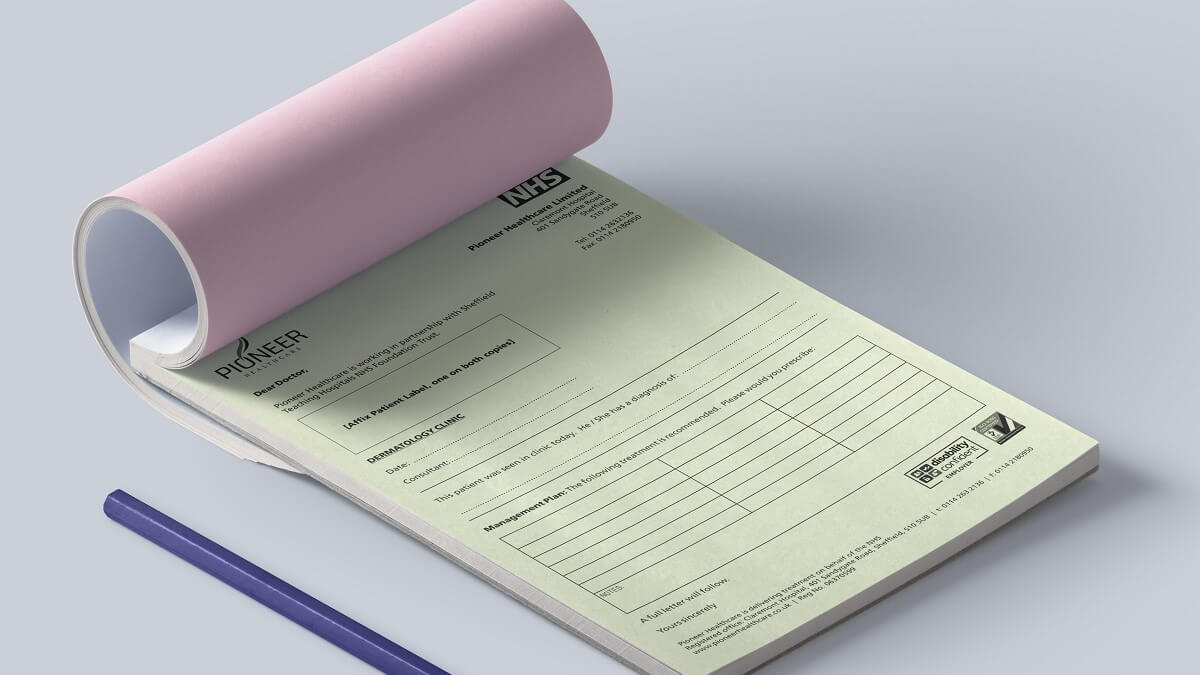 NHS
Pioneer Healthcare Limited
Claremont Hospital
401 Sandygate Road
Sheffield
S10 5UB
Tel: 0114 2632136
Fax: 0114 2180950
PIONEER
HEALTHCARE
Dear Doctor,
Pioneer Healthcare is working in partnership with Sheffield
Teaching Hospitals NHS Foundation Trust.
[Affix Patient Label, one on both copies]
DERMATOLOGY CLINIC
Date:
Consultant:
This patient was seen in clinic today. He / She has a diagnosis of:
Management Plan: The following treatment is recommended. Please would you prescribe:
NOTES:
A full letter will follow.
Yours sincerely
disability
confident
EMPLOYER
Pioneer Healthcare is delivering treatment on behalf of the NHS
Registered office: Claremont Hospital, 401 Sandygate Road, Sheffield, S10 5UB | t: 0114 263 2136 | f: 0114 2180950
www.pioneerhealthcare.co.uk | Reg No. 06370599